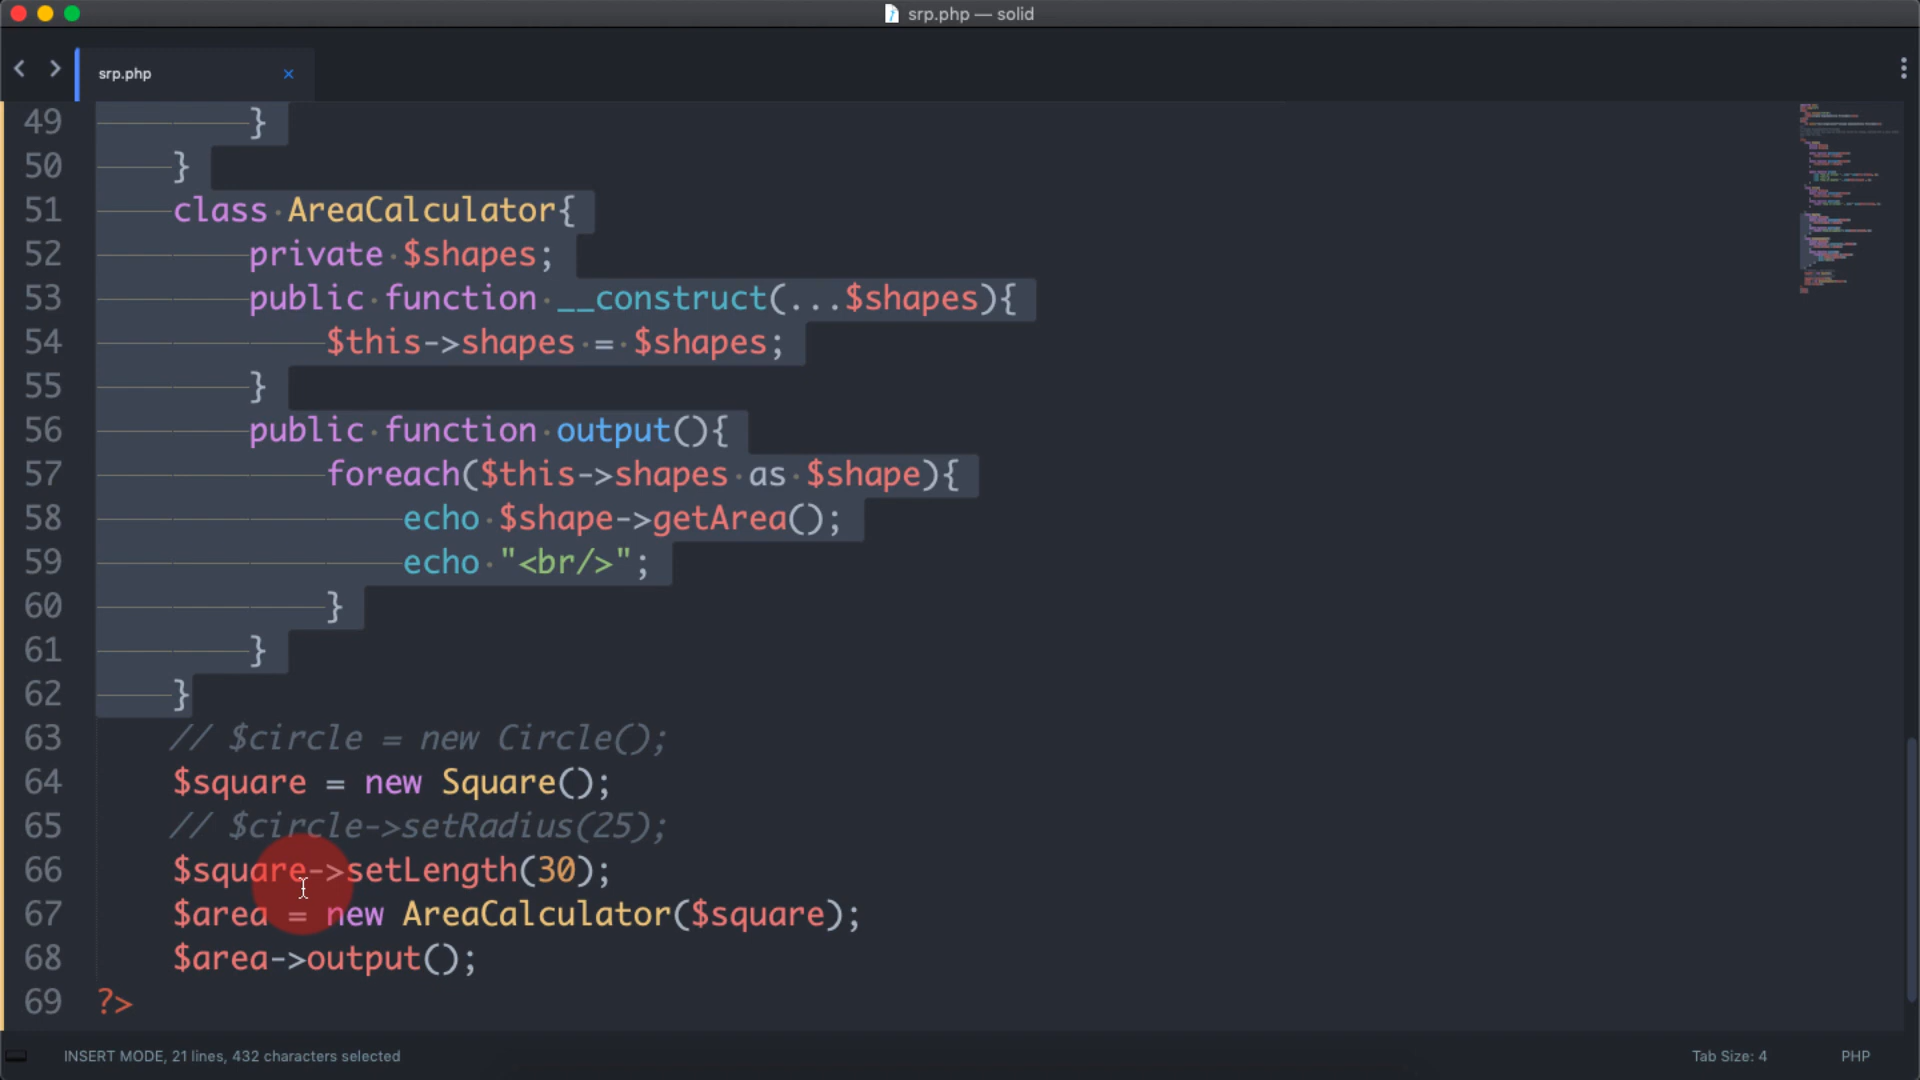 srp.php — solid
srp.php
49 }
50 }
51 class AreaCalculator{
52 private $shapes;
53 public function __construct(...$shapes){
54 $this->shapes = $shapes;
55 }
56 public function output(){
57 foreach($this->shapes as $shape){
58 echo $shape->getArea();
59 echo "<br/>";
60 }
61 }
62 }
63 // $circle = new Circle();
64 $square = new Square();
65 // $circle->setRadius(25);
66 $square->setLength(30);
67 $area = new AreaCalculator($square);
68 $area->output();
69 ?>
INSERT MODE, 21 lines, 432 characters selected
Tab Size: 4
PHP